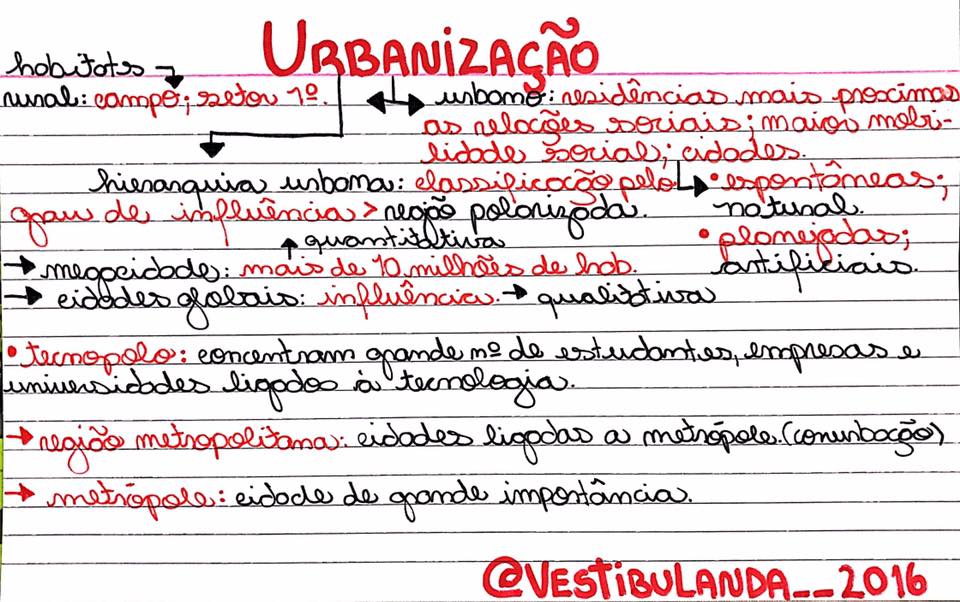 URBANIZAÇÃO
habitats
rural: campo; setor 1º.
urbano: residências mais proximas
as relações sociais; maior mobi-
lidade social; cidades.
hierarquia urbana: classificação pelo
• espontâneas;
grau de influência > região polarizada.
natural.
quantitativa
• planejadas;
→ megacidade: mais de 10 milhões de hab.
artificiais.
→ cidades globais: influência. → qualitativa
• tecnopolo: concentram grande nº de estudantes, empresas e
universidades ligados à tecnologia.
→ região metropolitana: cidades ligadas a metrópole. (conurbação)
→ metrópole: cidade de grande importância.
@VESTIBULANDA__2016